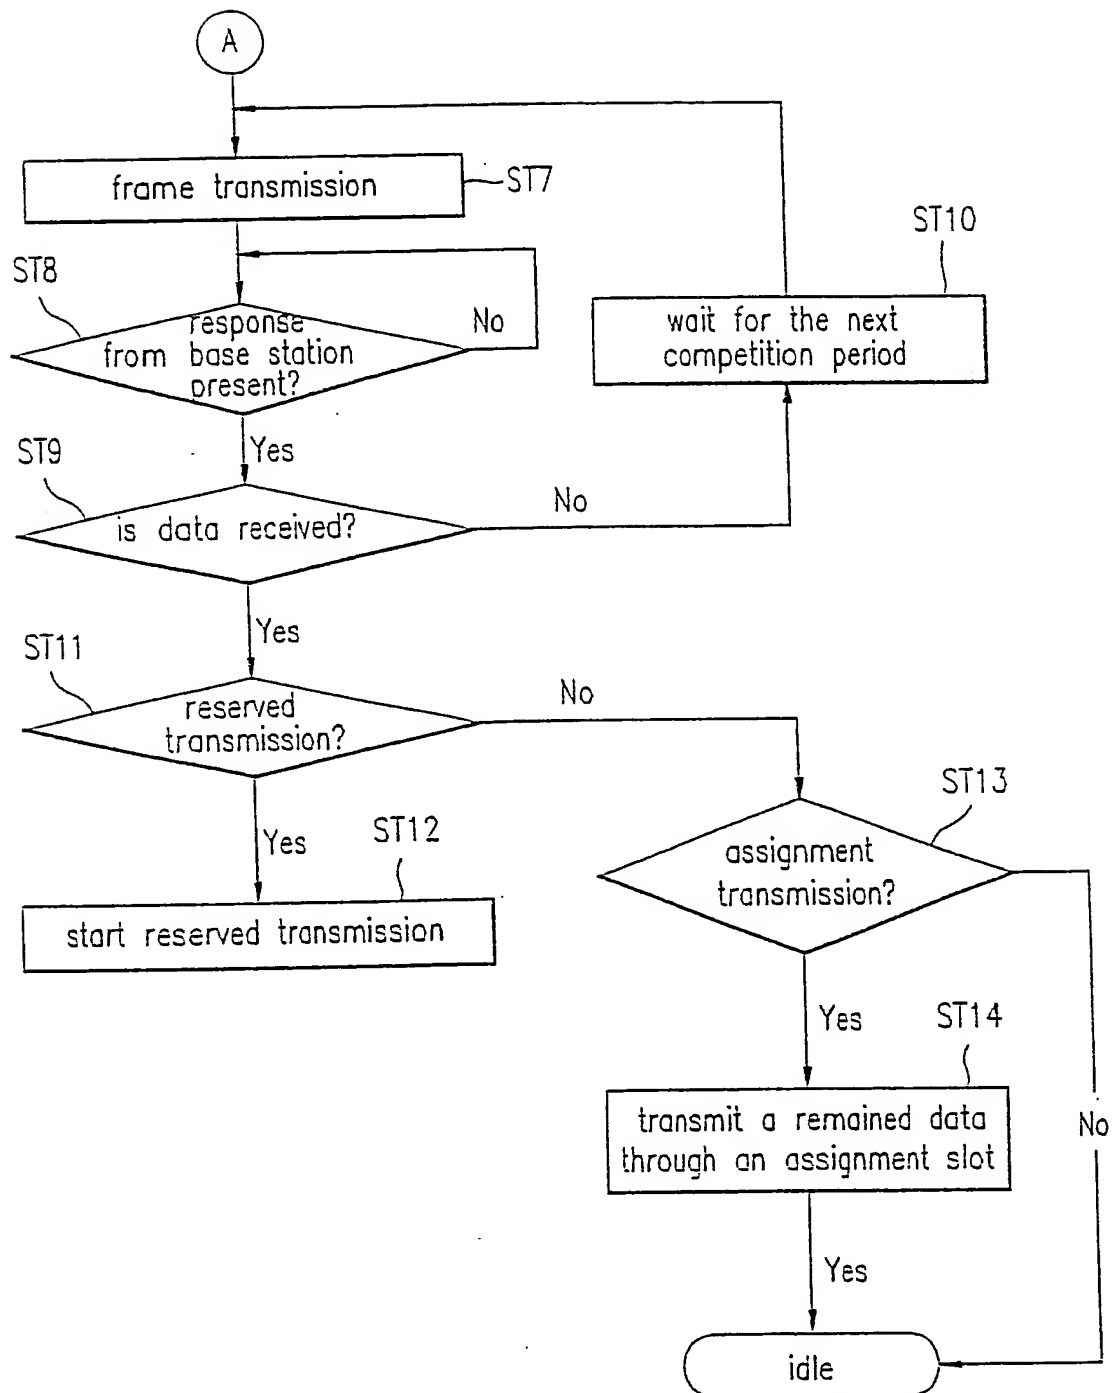 A
frame transmission
ST7
ST10
ST8
response
from base station
present?
No
wait for the next
competition period
Yes
ST9
is data received?
No
Yes
ST11
reserved
transmission?
No
ST13
Yes
ST12
assignment
transmission?
start reserved transmission
Yes
ST14
transmit a remained data
through an assignment slot
No
Yes
idle